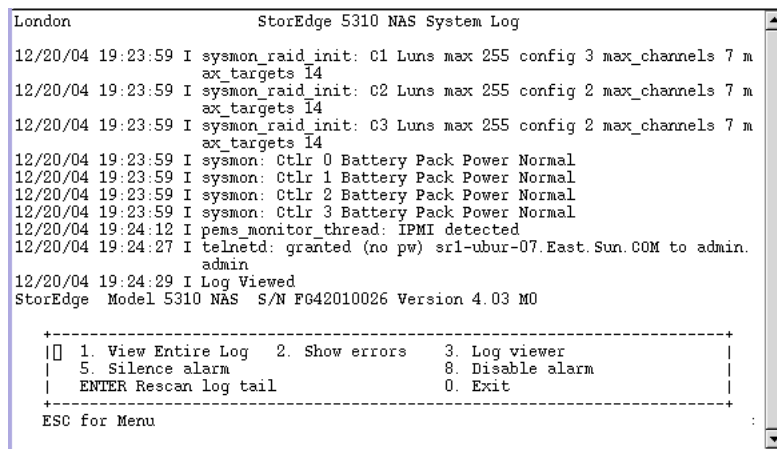 London                    StorEdge 5310 NAS System Log
12/20/04 19:23:59 I sysmon_raid_init: C1 Luns max 255 config 3 max_channels 7 m
                    ax_targets 14
12/20/04 19:23:59 I sysmon_raid_init: C2 Luns max 255 config 2 max_channels 7 m
                    ax_targets 14
12/20/04 19:23:59 I sysmon_raid_init: C3 Luns max 255 config 2 max_channels 7 m
                    ax_targets 14
12/20/04 19:23:59 I sysmon: Ctlr 0 Battery Pack Power Normal
12/20/04 19:23:59 I sysmon: Ctlr 1 Battery Pack Power Normal
12/20/04 19:23:59 I sysmon: Ctlr 2 Battery Pack Power Normal
12/20/04 19:23:59 I sysmon: Ctlr 3 Battery Pack Power Normal
12/20/04 19:24:12 I pems_monitor_thread: IPMI detected
12/20/04 19:24:27 I telnetd: granted (no pw) sr1-ubur-07.East.Sun.COM to admin.
                    admin
12/20/04 19:24:29 I Log Viewed
StorEdge  Model 5310 NAS  S/N FG42010026 Version 4.03 M0
1. View Entire Log   2. Show errors    3. Log viewer
5. Silence alarm                       8. Disable alarm
ENTER Rescan log tail                  0. Exit
ESC for Menu                                                                  :